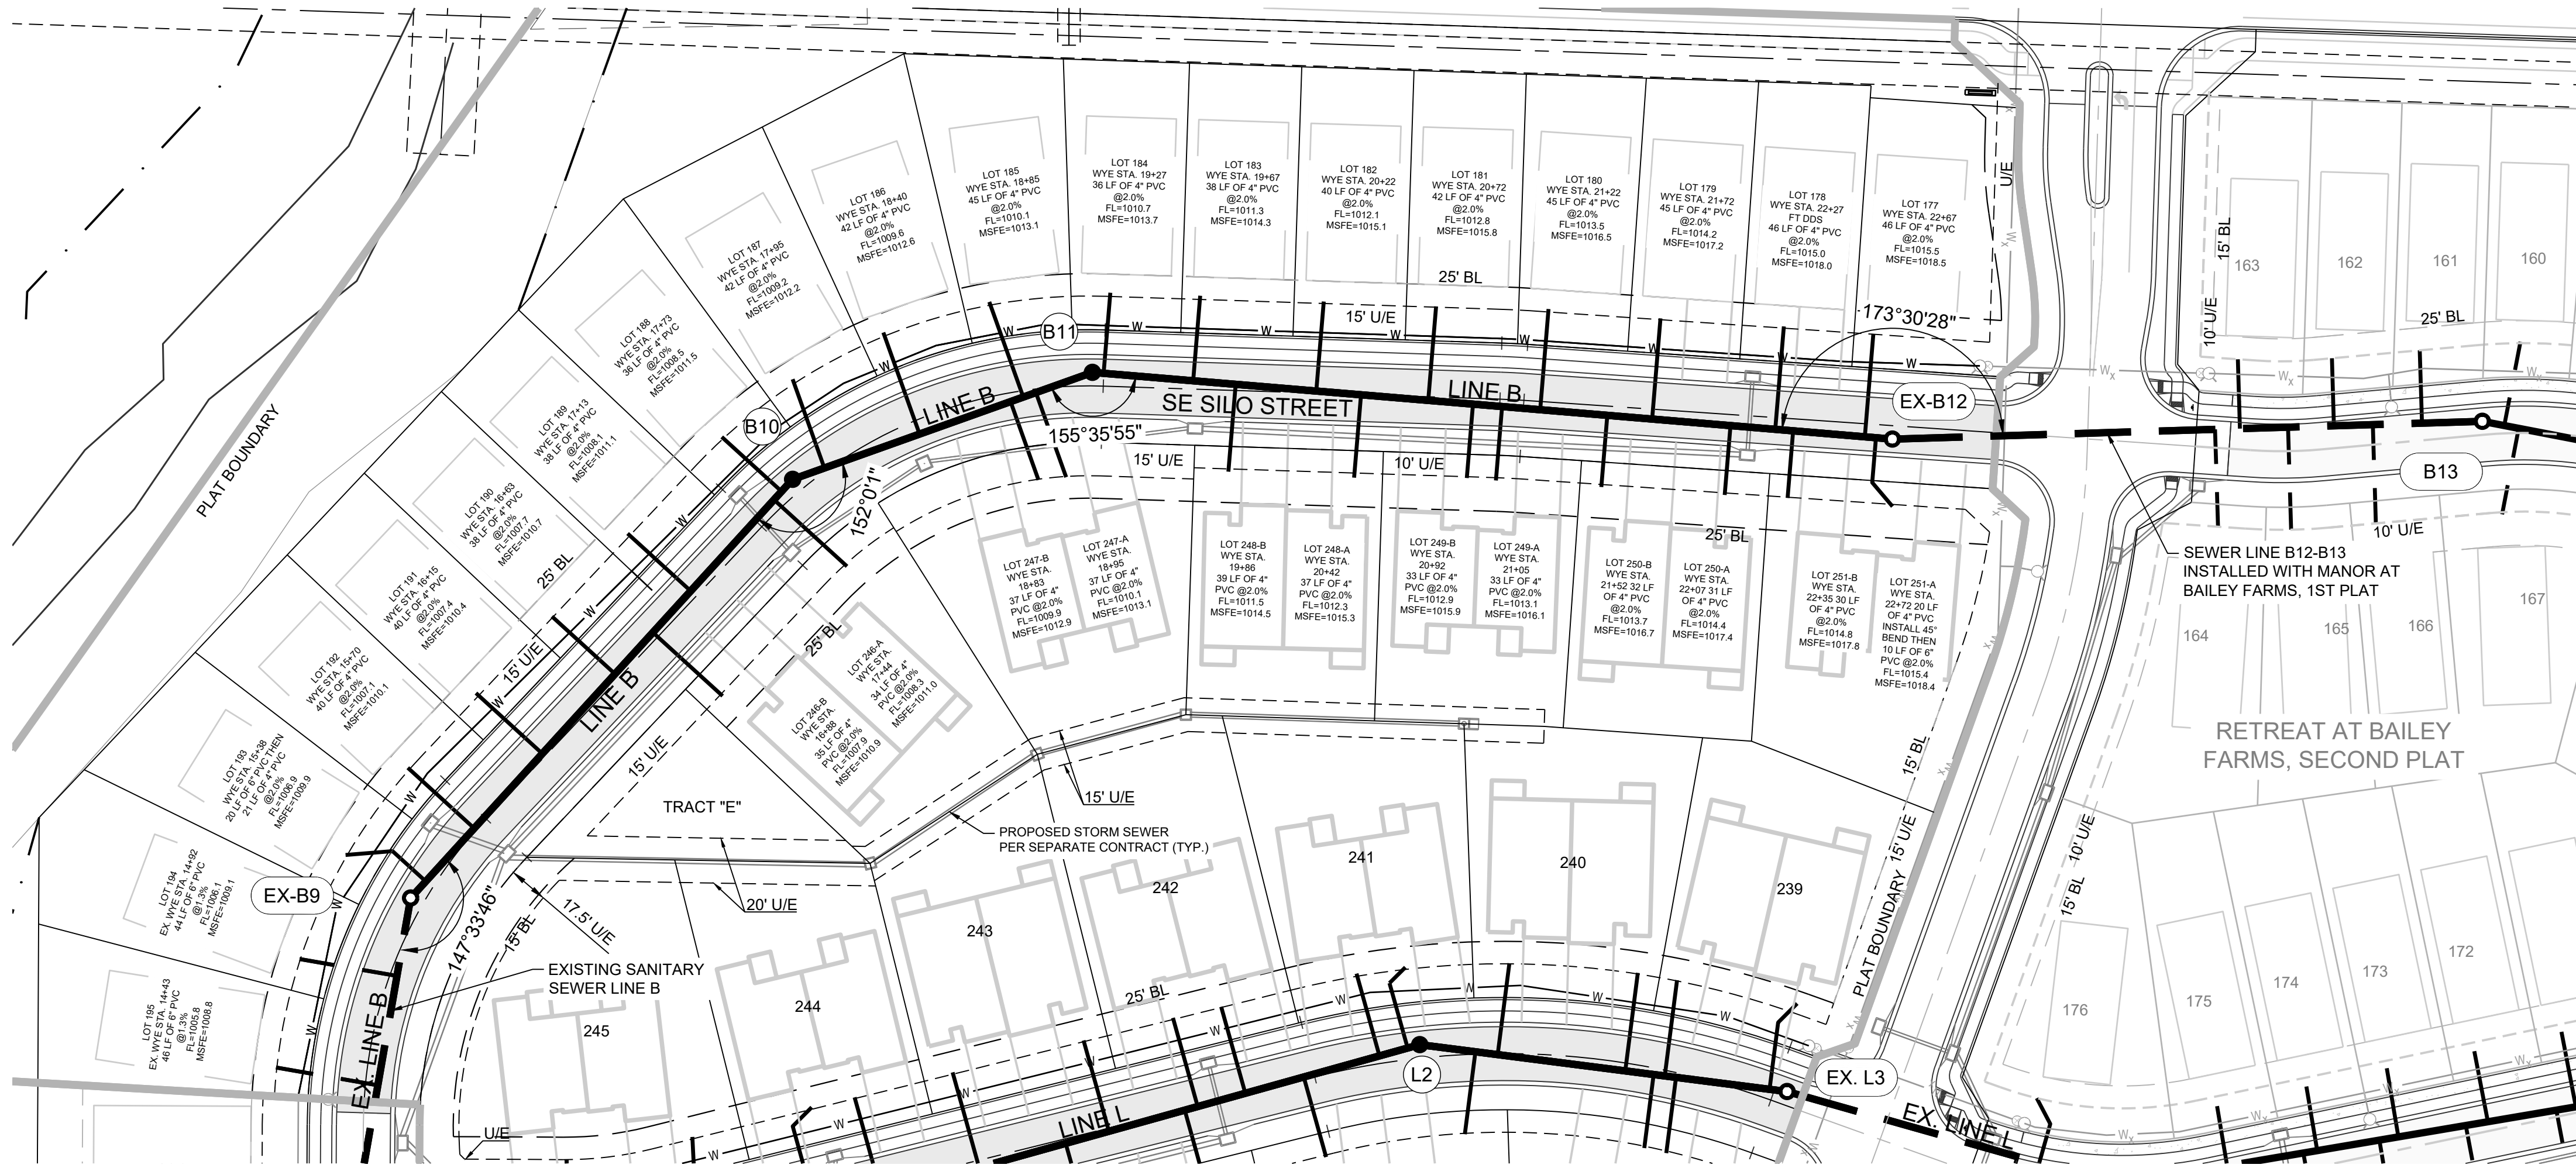 LOT 184
WYE STA. 19+27
36 LF OF 4" PVC
@2.0%
FL=1010.7
MSFE=1013.7
LOT 183
WYE STA. 19+67
38 LF OF 4" PVC
@2.0%
FL=1011.3
MSFE=1014.3
LOT 182
WYE STA. 20+22
40 LF OF 4" PVC
@2.0%
FL=1012.1
MSFE=1015.1
LOT 181
WYE STA. 20+72
42 LF OF 4" PVC
@2.0%
FL=1012.8
MSFE=1015.8
LOT 180
WYE STA. 21+22
45 LF OF 4" PVC
@2.0%
FL=1013.5
MSFE=1016.5
LOT 179
WYE STA. 21+72
45 LF OF 4" PVC
@2.0%
FL=1014.2
MSFE=1017.2
LOT 178
WYE STA. 22+27
FT DDS
46 LF OF 4" PVC
@2.0%
FL=1015.0
MSFE=1018.0
LOT 177
WYE STA. 22+67
46 LF OF 4" PVC
@2.0%
FL=1015.5
MSFE=1018.5
LOT 185
WYE STA. 18+85
45 LF OF 4" PVC
@2.0%
FL=1010.1
MSFE=1013.1
LOT 186
WYE STA. 18+40
42 LF OF 4" PVC
@2.0%
FL=1009.6
MSFE=1012.6
LOT 187
WYE STA. 17+95
42 LF OF 4" PVC
@2.0%
FL=1009.2
MSFE=1012.2
LOT 188
WYE STA. 17+73
36 LF OF 4" PVC
@2.0%
FL=1008.5
MSFE=1011.5
LOT 189
WYE STA. 17+13
38 LF OF 4" PVC
@2.0%
FL=1008.1
MSFE=1011.1
LOT 190
WYE STA. 16+63
38 LF OF 4" PVC
@2.0%
FL=1007.7
MSFE=1010.7
LOT 191
WYE STA. 16+15
40 LF OF 4" PVC
@2.0%
FL=1007.4
MSFE=1010.4
LOT 192
WYE STA. 15+70
40 LF OF 4" PVC
@2.0%
FL=1007.1
MSFE=1010.1
LOT 193
WYE STA. 15+38
20 LF OF 6" PVC THEN
21 LF OF 4" PVC
@2.0%
FL=1006.9
MSFE=1009.9
LOT 194
EX. WYE STA. 14+92
44 LF OF 6" PVC
@1.3%
FL=1006.1
MSFE=1009.1
LOT 195
EX. WYE STA. 14+43
46 LF OF 6" PVC
@1.3%
FL=1005.8
MSFE=1008.8
PLAT BOUNDARY
25' BL
15' U/E
173°30'28"
U/E
15' BL
10' U/E
163
162
161
160
25' BL
B11
B10
LINE B
SE SILO STREET
LINE B
EX-B12
B13
155°35'55"
152°0'1"
15' U/E
10' U/E
25' BL
10' U/E
SEWER LINE B12-B13
INSTALLED WITH MANOR AT
BAILEY FARMS, 1ST PLAT
LOT 247-B
WYE STA.
18+83
37 LF OF 4"
PVC @2.0%
FL=1009.9
MSFE=1012.9
LOT 247-A
WYE STA.
18+95
37 LF OF 4"
PVC @2.0%
FL=1010.1
MSFE=1013.1
LOT 248-B
WYE STA.
19+86
39 LF OF 4"
PVC @2.0%
FL=1011.5
MSFE=1014.5
LOT 248-A
WYE STA.
20+42
37 LF OF 4"
PVC @2.0%
FL=1012.3
MSFE=1015.3
LOT 249-B
WYE STA.
20+92
33 LF OF 4"
PVC @2.0%
FL=1012.9
MSFE=1015.9
LOT 249-A
WYE STA.
21+05
33 LF OF 4"
PVC @2.0%
FL=1013.1
MSFE=1016.1
LOT 250-B
WYE STA.
21+52 32 LF
OF 4" PVC
@2.0%
FL=1013.7
MSFE=1016.7
LOT 250-A
WYE STA.
22+07 31 LF
OF 4" PVC
@2.0%
FL=1014.4
MSFE=1017.4
LOT 251-B
WYE STA.
22+35 30 LF
OF 4" PVC
@2.0%
FL=1014.8
MSFE=1017.8
LOT 251-A
WYE STA.
22+72 20 LF
OF 4" PVC
INSTALL 45°
BEND THEN
10 LF OF 6"
PVC @2.0%
FL=1015.4
MSFE=1018.4
164
165
166
167
RETREAT AT BAILEY
FARMS, SECOND PLAT
25' BL
15' U/E
LINE B
15' U/E
25' BL
LOT 246-A
WYE STA.
17+44
34 LF OF 4"
PVC @2.0%
FL=1008.3
MSFE=1011.0
LOT 246-B
WYE STA.
16+88
35 LF OF 4"
PVC @2.0%
FL=1007.9
MSFE=1010.9
TRACT "E"
15' U/E
PROPOSED STORM SEWER
PER SEPARATE CONTRACT (TYP.)
20' U/E
EX-B9
147°33'46"
17.5' U/E
15' BL
EXISTING SANITARY
SEWER LINE B
EX. LINE B
245
244
243
242
241
240
239
25' BL
15' BL
15' U/E
PLAT BOUNDARY
10' U/E
15' BL
176
175
174
173
172
U/E
LINE L
L2
EX. L3
EX. LINE L